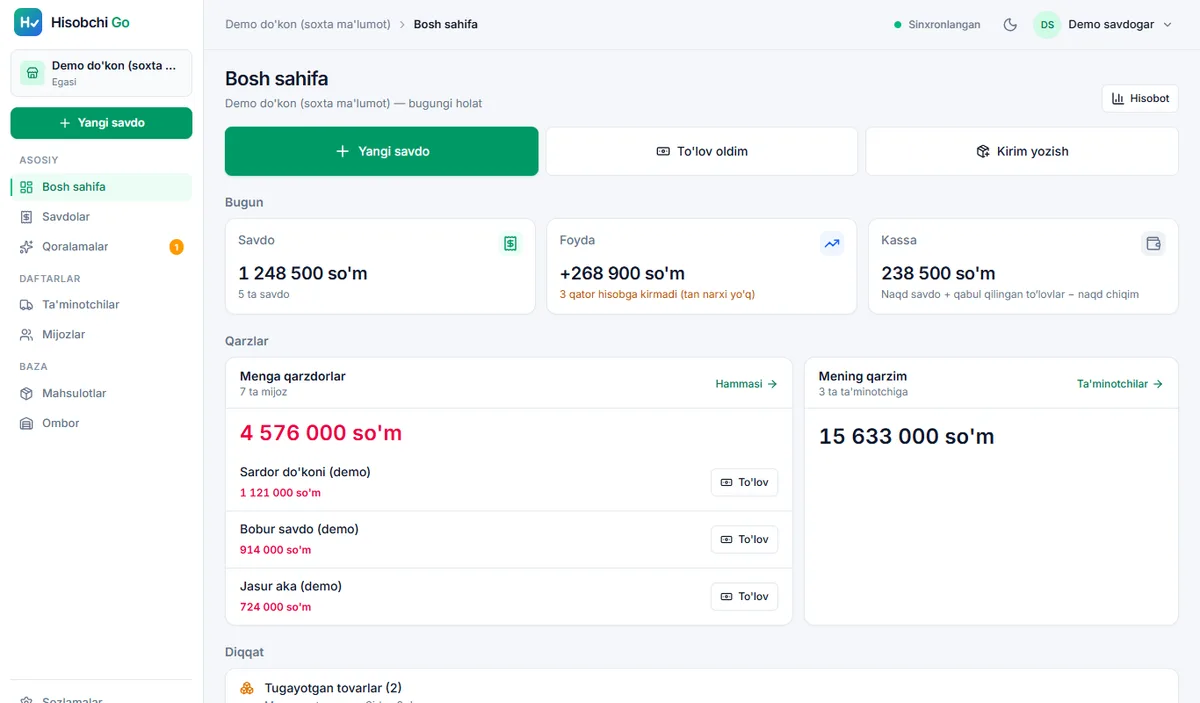 Hisobchi Go
Demo do'kon (soxta ...
Egasi
+ Yangi savdo
ASOSIY
Bosh sahifa
Savdolar
Qoralamalar 1
DAFTARLAR
Ta'minotchilar
Mijozlar
BAZA
Mahsulotlar
Ombor
Sozlamalar
Demo do'kon (soxta ma'lumot) > Bosh sahifa
Sinxronlangan
DS Demo savdogar
Bosh sahifa
Demo do'kon (soxta ma'lumot) — bugungi holat
Hisobot
+ Yangi savdo
To'lov oldim
Kirim yozish
Bugun
Savdo
1 248 500 so'm
5 ta savdo
Foyda
+268 900 so'm
3 qator hisobga kirmadi (tan narxi yo'q)
Kassa
238 500 so'm
Naqd savdo + qabul qilingan to'lovlar − naqd chiqim
Qarzlar
Menga qarzdorlar
7 ta mijoz
Hammasi →
4 576 000 so'm
Sardor do'koni (demo)
1 121 000 so'm
To'lov
Bobur savdo (demo)
914 000 so'm
To'lov
Jasur aka (demo)
724 000 so'm
To'lov
Mening qarzim
3 ta ta'minotchiga
Ta'minotchilar →
15 633 000 so'm
Diqqat
Tugayotgan tovarlar (2)